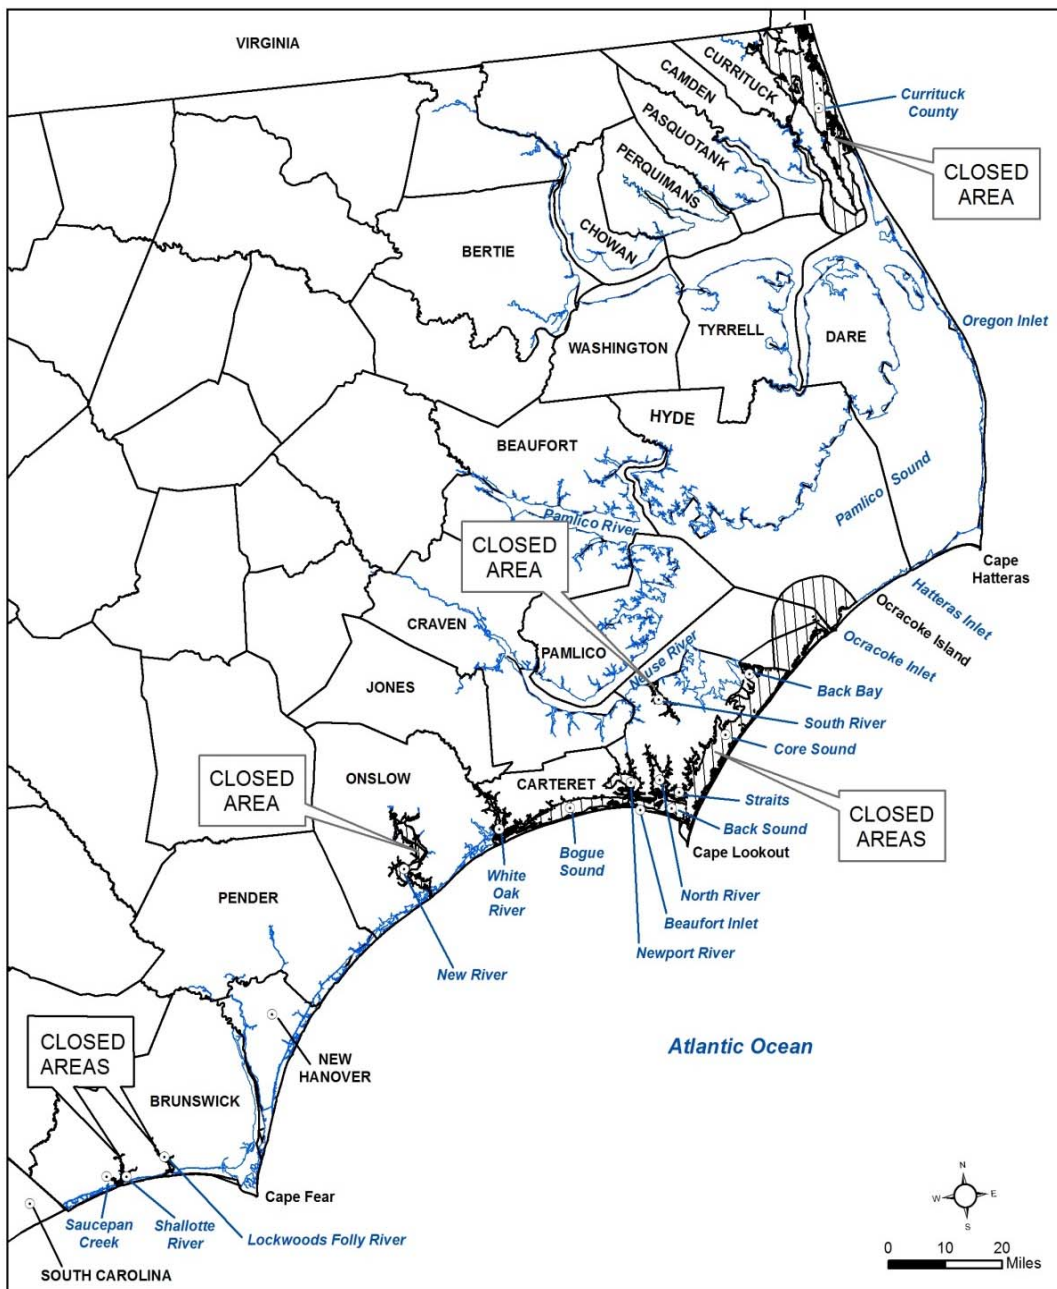 VIRGINIA
CURRITUCK
CAMDEN
PASQUOTANK
PERQUIMANS
CHOWAN
BERTIE
Currituck
County
CLOSED
AREA
WASHINGTON
TYRRELL
DARE
Oregon Inlet
HYDE
BEAUFORT
Pamlico Sound
Pamlico River
CLOSED
AREA
Cape
Hatteras
Hatteras Inlet
Ocracoke Island
Ocracoke Inlet
CRAVEN
PAMLICO
Neuse River
JONES
Back Bay
South River
Core Sound
CLOSED
AREA
ONSLOW
CARTERET
Straits
CLOSED
AREAS
Back Sound
Cape Lookout
Bogue
Sound
White
Oak
River
North River
Beaufort Inlet
Newport River
PENDER
New River
Atlantic Ocean
CLOSED
AREAS
NEW
HANOVER
BRUNSWICK
Cape Fear
Saucepan
Creek
Shallotte
River
Lockwoods Folly River
SOUTH CAROLINA
N
W E
S
0 10 20
Miles